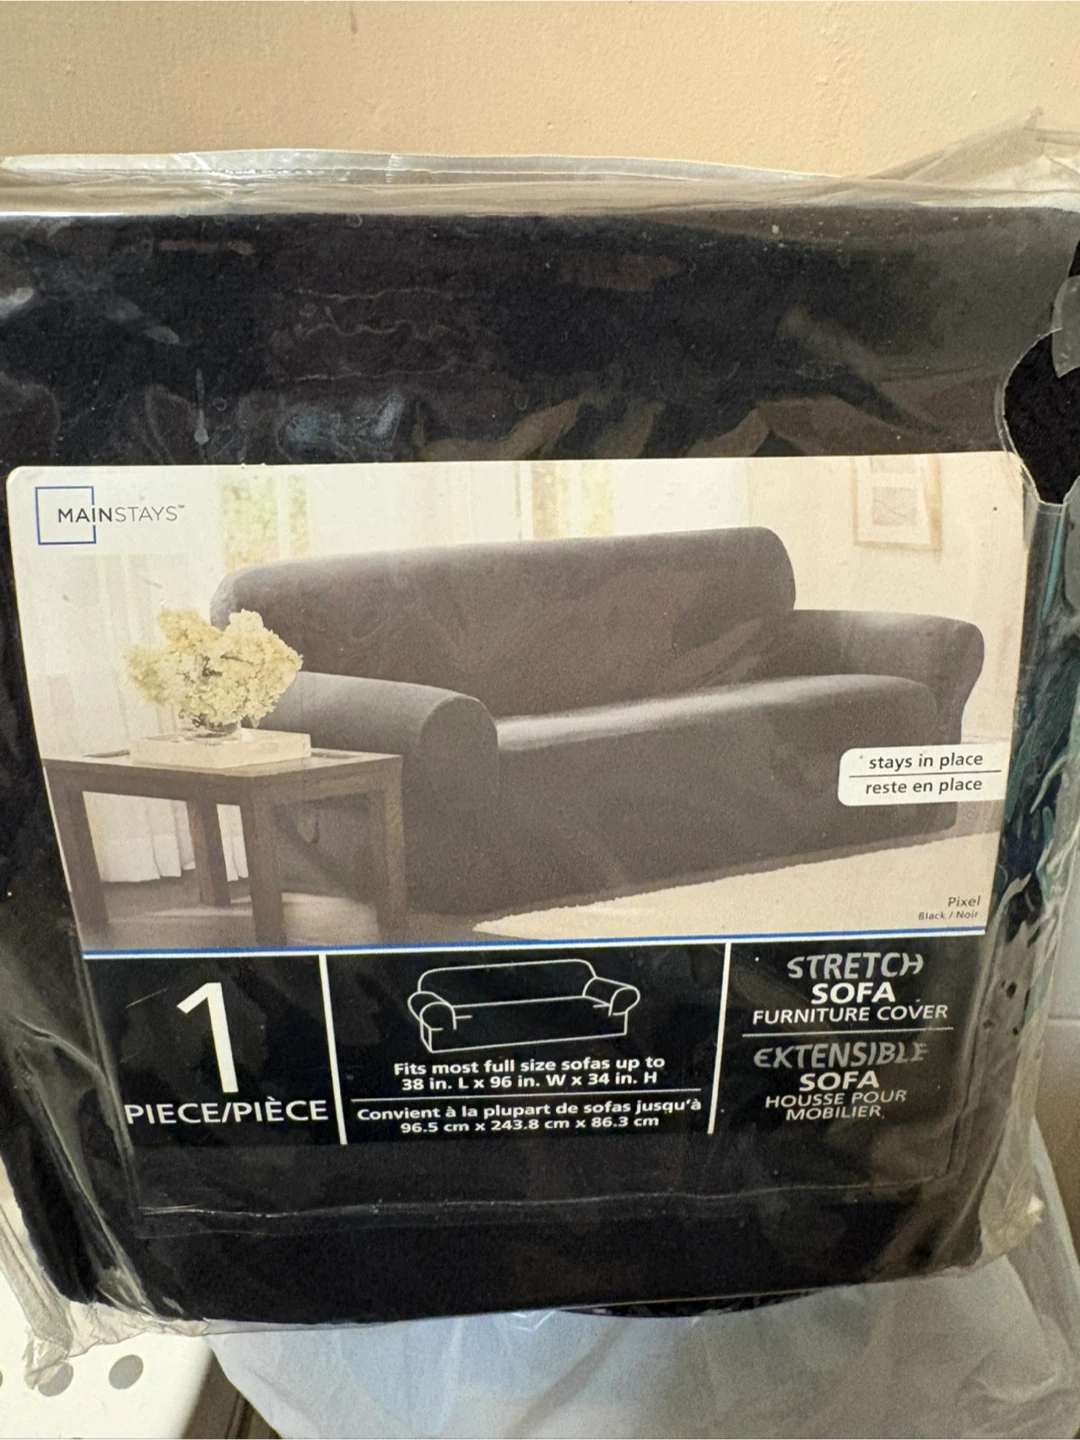 MAINSTAYS™
stays in place
reste en place
Pixel
Black / Noir
1
PIECE/PIÈCE
Fits most full size sofas up to
38 in. L x 96 in. W x 34 in. H
Convient à la plupart de sofas jusqu'à
96.5 cm x 243.8 cm x 86.3 cm
STRETCH
SOFA
FURNITURE COVER
EXTENSIBLE
SOFA
HOUSSE POUR
MOBILIER